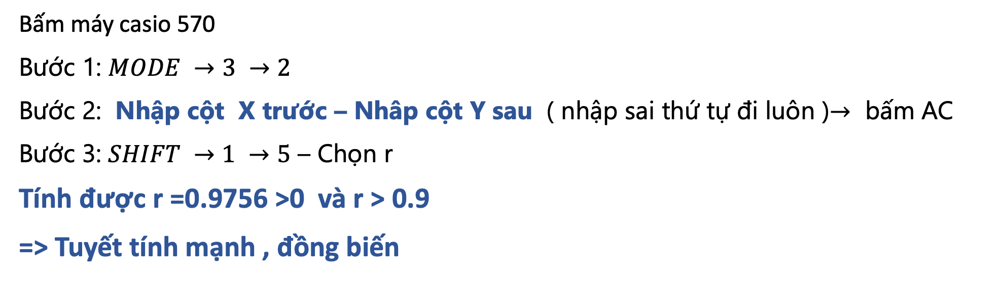 Bấm máy casio 570
Bước 1: MODE → 3 → 2
Bước 2: Nhập cột X trước – Nhâp cột Y sau ( nhập sai thứ tự đi luôn )→ bấm AC
Bước 3: SHIFT → 1 → 5 – Chọn r
Tính được r =0.9756 >0 và r > 0.9
=> Tuyết tính mạnh , đồng biến